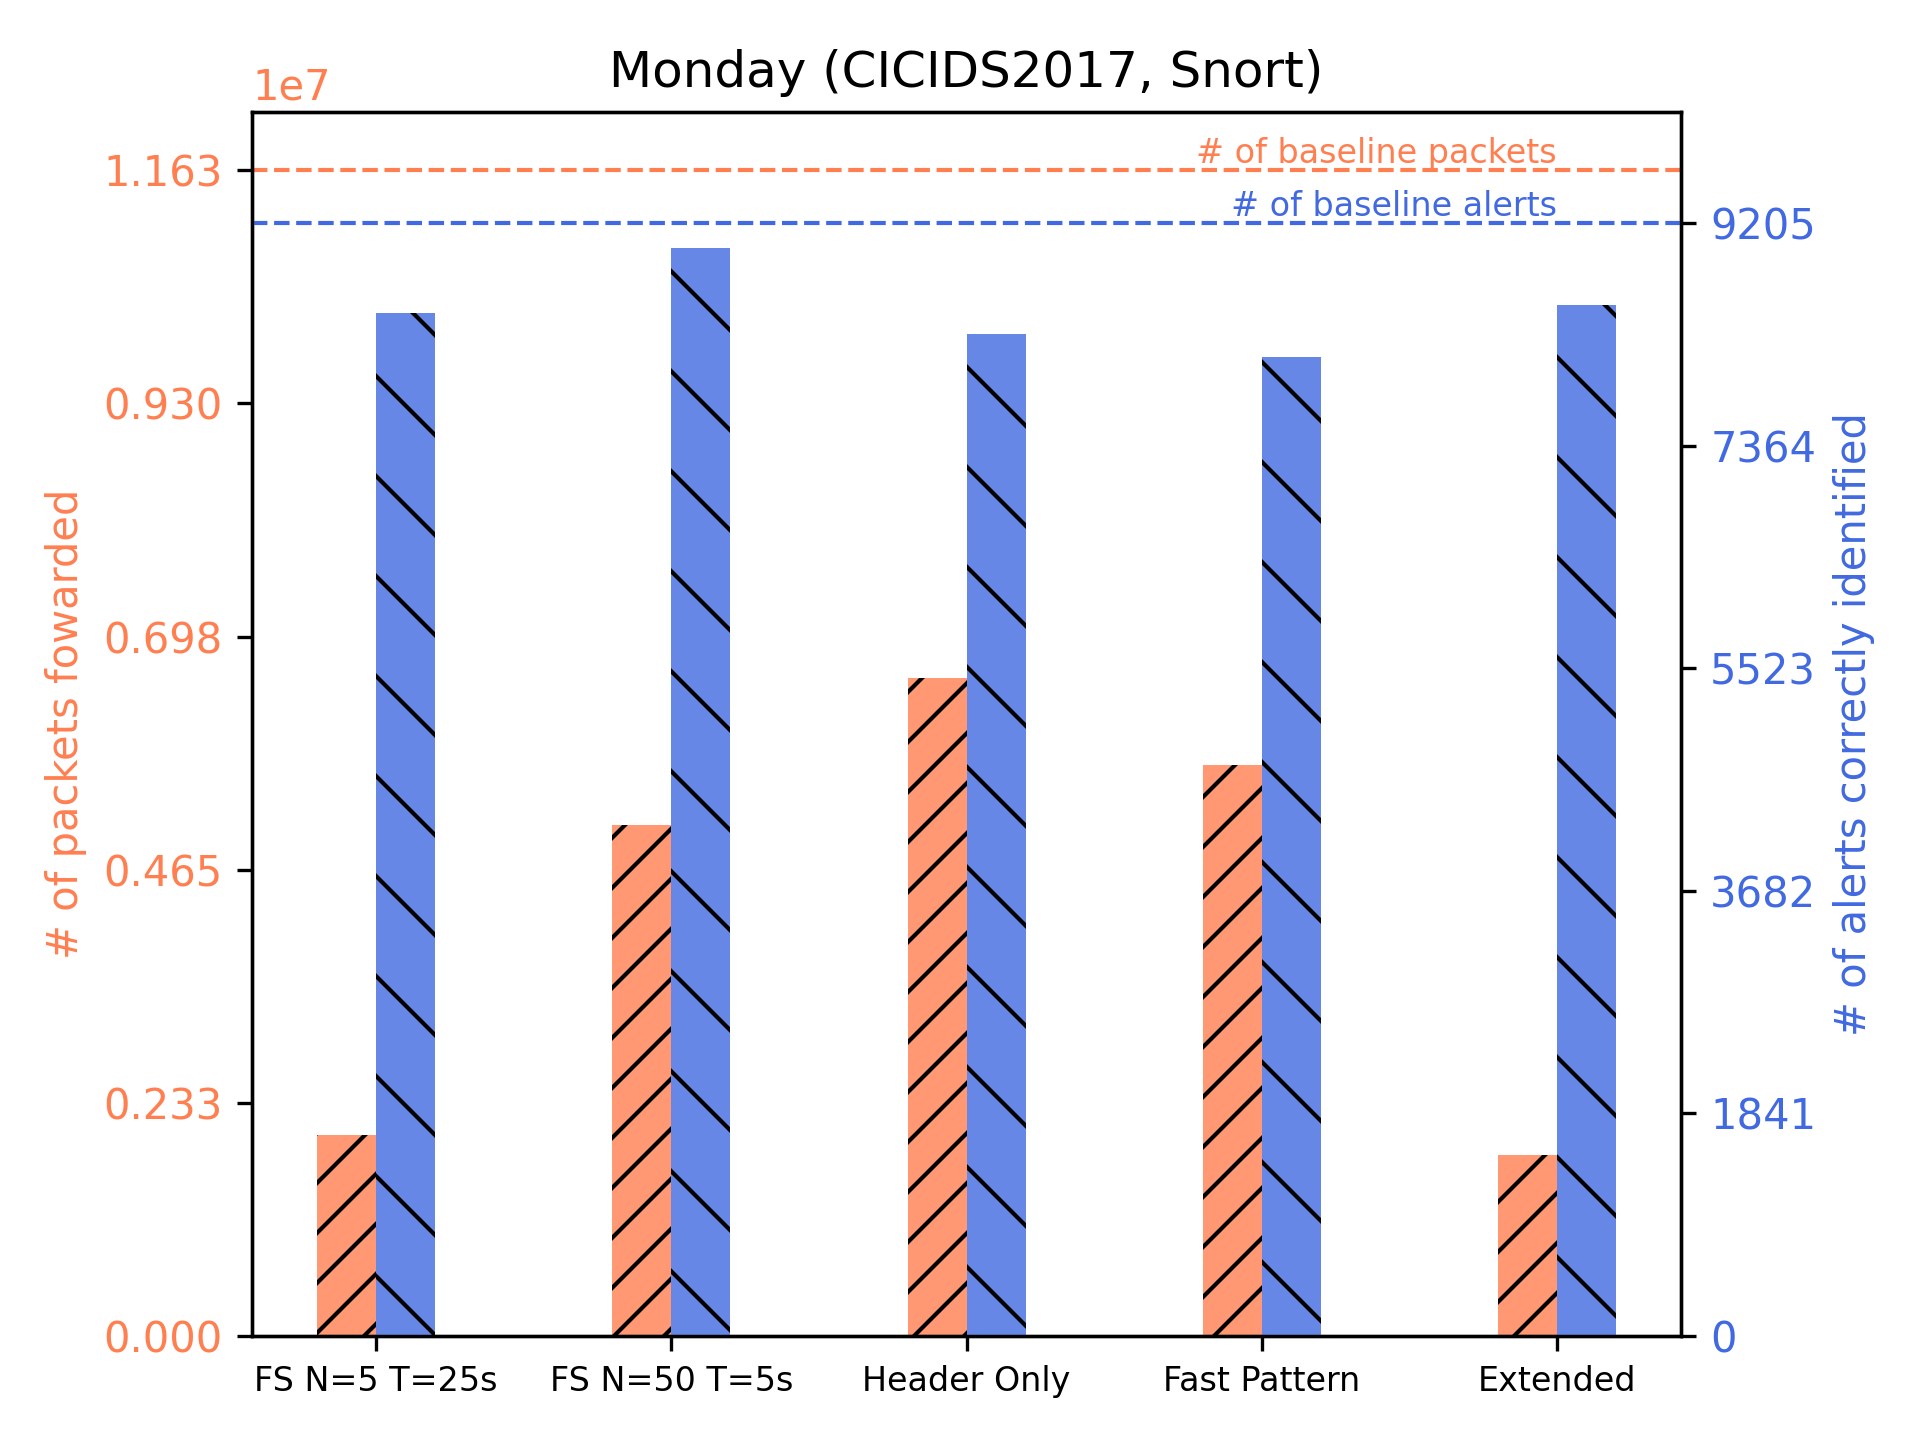 Monday (CICIDS2017, Snort)
1e7
# of baseline packets
# of baseline alerts
1.163
0.930
0.698
0.465
0.233
0.000
# of packets fowarded
9205
7364
5523
3682
1841
0
# of alerts correctly identified
FS N=5 T=25s
FS N=50 T=5s
Header Only
Fast Pattern
Extended